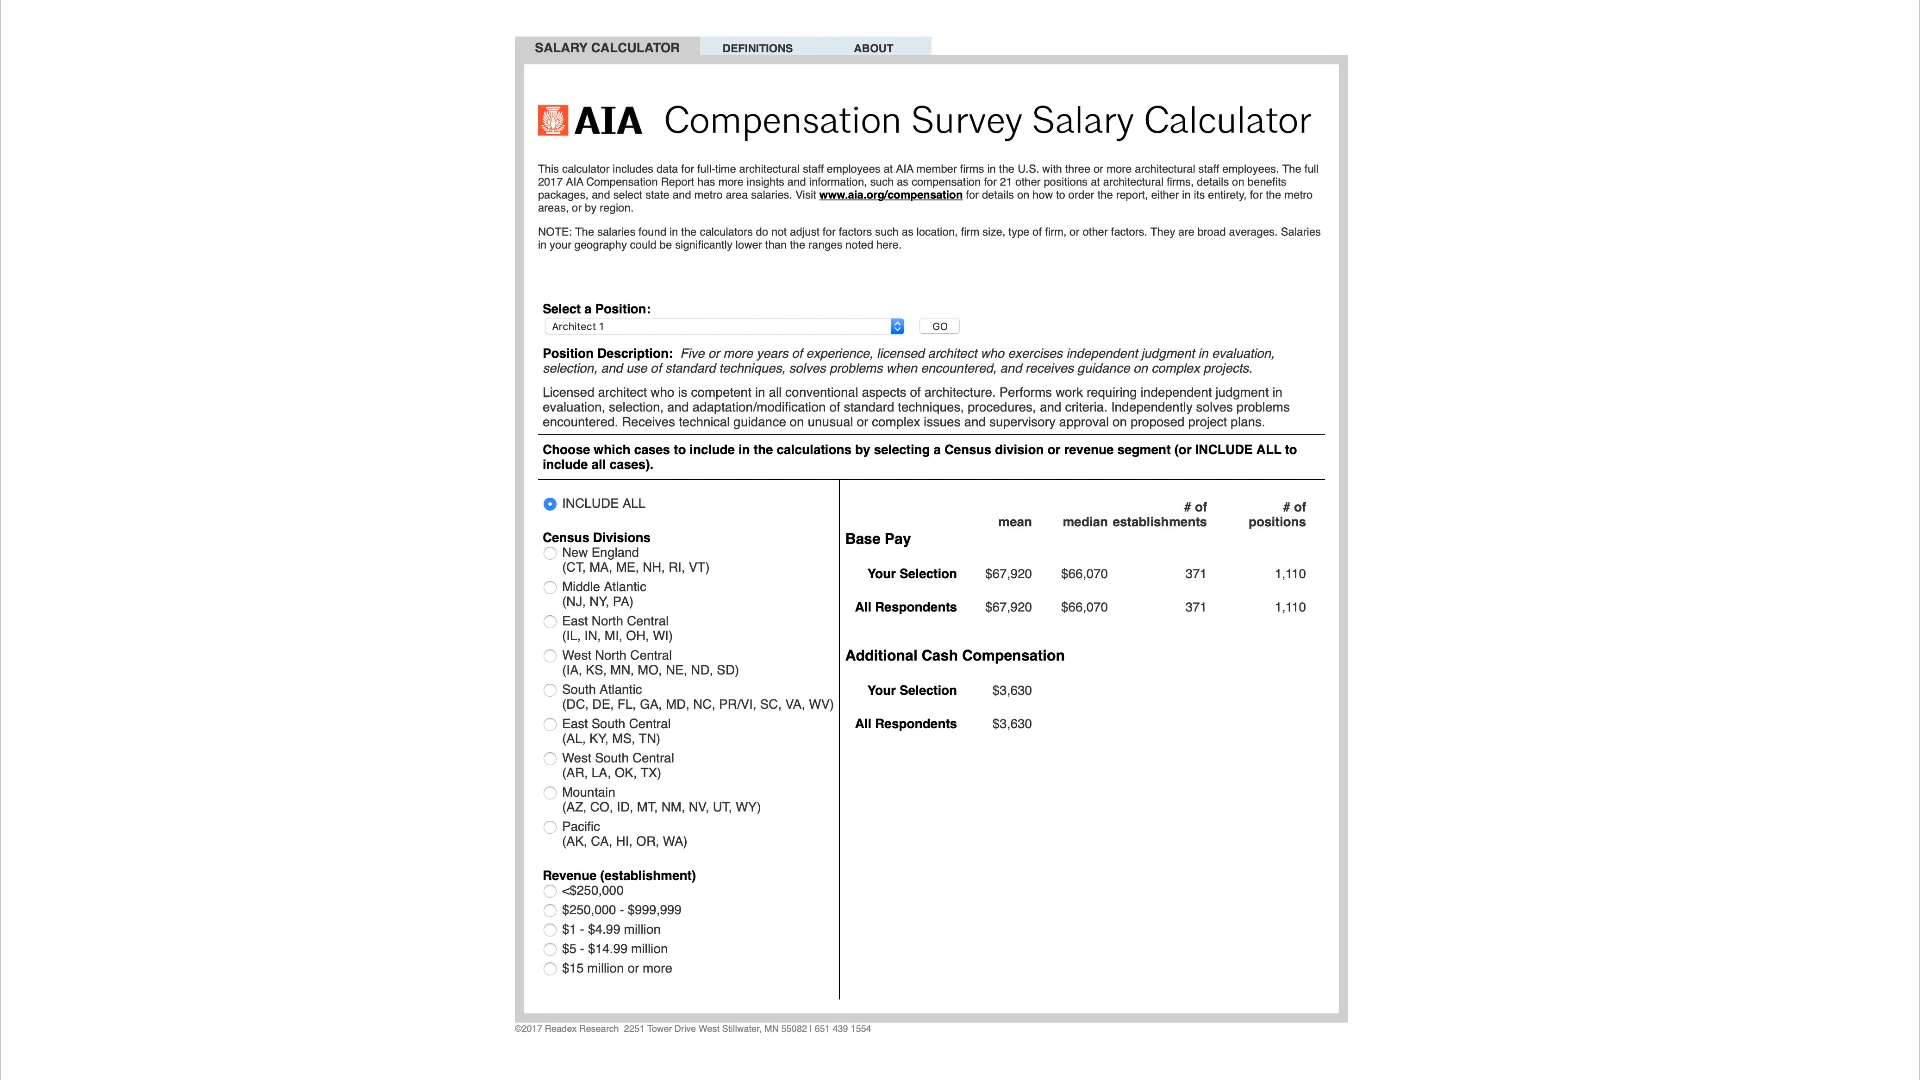 SALARY CALCULATOR DEFINITIONS ABOUT
AIA Compensation Survey Salary Calculator
This calculator includes data for full-time architectural staff employees at AIA member firms in the U.S. with three or more architectural staff employees. The full
2017 AIA Compensation Report has more insights and information, such as compensation for 21 other positions at architectural firms, details on benefits
packages, and select state and metro area salaries. Visit www.aia.org/compensation for details on how to order the report, either in its entirety, for the metro
areas, or by region.
NOTE: The salaries found in the calculators do not adjust for factors such as location, firm size, type of firm, or other factors. They are broad averages. Salaries
in your geography could be significantly lower than the ranges noted here.
Select a Position:
Architect 1 GO
Position Description: Five or more years of experience, licensed architect who exercises independent judgment in evaluation,
selection, and use of standard techniques, solves problems when encountered, and receives guidance on complex projects.
Licensed architect who is competent in all conventional aspects of architecture. Performs work requiring independent judgment in
evaluation, selection, and adaptation/modification of standard techniques, procedures, and criteria. Independently solves problems
encountered. Receives technical guidance on unusual or complex issues and supervisory approval on proposed project plans.
Choose which cases to include in the calculations by selecting a Census division or revenue segment (or INCLUDE ALL to
include all cases).
INCLUDE ALL
Census Divisions
New England
(CT, MA, ME, NH, RI, VT)
Middle Atlantic
(NJ, NY, PA)
East North Central
(IL, IN, MI, OH, WI)
West North Central
(IA, KS, MN, MO, NE, ND, SD)
South Atlantic
(DC, DE, FL, GA, MD, NC, PR/VI, SC, VA, WV)
East South Central
(AL, KY, MS, TN)
West South Central
(AR, LA, OK, TX)
Mountain
(AZ, CO, ID, MT, NM, NV, UT, WY)
Pacific
(AK, CA, HI, OR, WA)
Revenue (establishment)
<$250,000
$250,000 - $999,999
$1 - $4.99 million
$5 - $14.99 million
$15 million or more
# of # of
mean median establishments positions
Base Pay
Your Selection $67,920 $66,070 371 1,110
All Respondents $67,920 $66,070 371 1,110
Additional Cash Compensation
Your Selection $3,630
All Respondents $3,630
©2017 Readex Research 2251 Tower Drive West Stillwater, MN 55082 | 651 439 1554